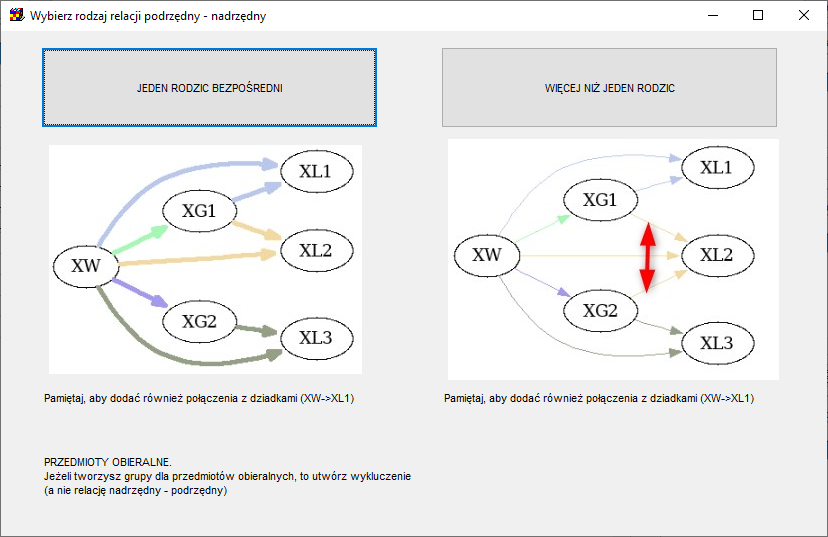 Wybierz rodzaj relacji podrzędny - nadrzędny
JEDEN RODZIC BEZPOŚREDNI
WIĘCEJ NIŻ JEDEN RODZIC
XL1
XG1
XL2
XW
XG2
XL3
XL1
XG1
XL2
XW
XG2
XL3
Pamiętaj, aby dodać również połączenia z dziadkami (XW->XL1)
Pamiętaj, aby dodać również połączenia z dziadkami (XW->XL1)
PRZEDMIOTY OBIERALNE.
Jeżeli tworzysz grupy dla przedmiotów obieralnych, to utwórz wykluczenie
(a nie relację nadrzędny - podrzędny)